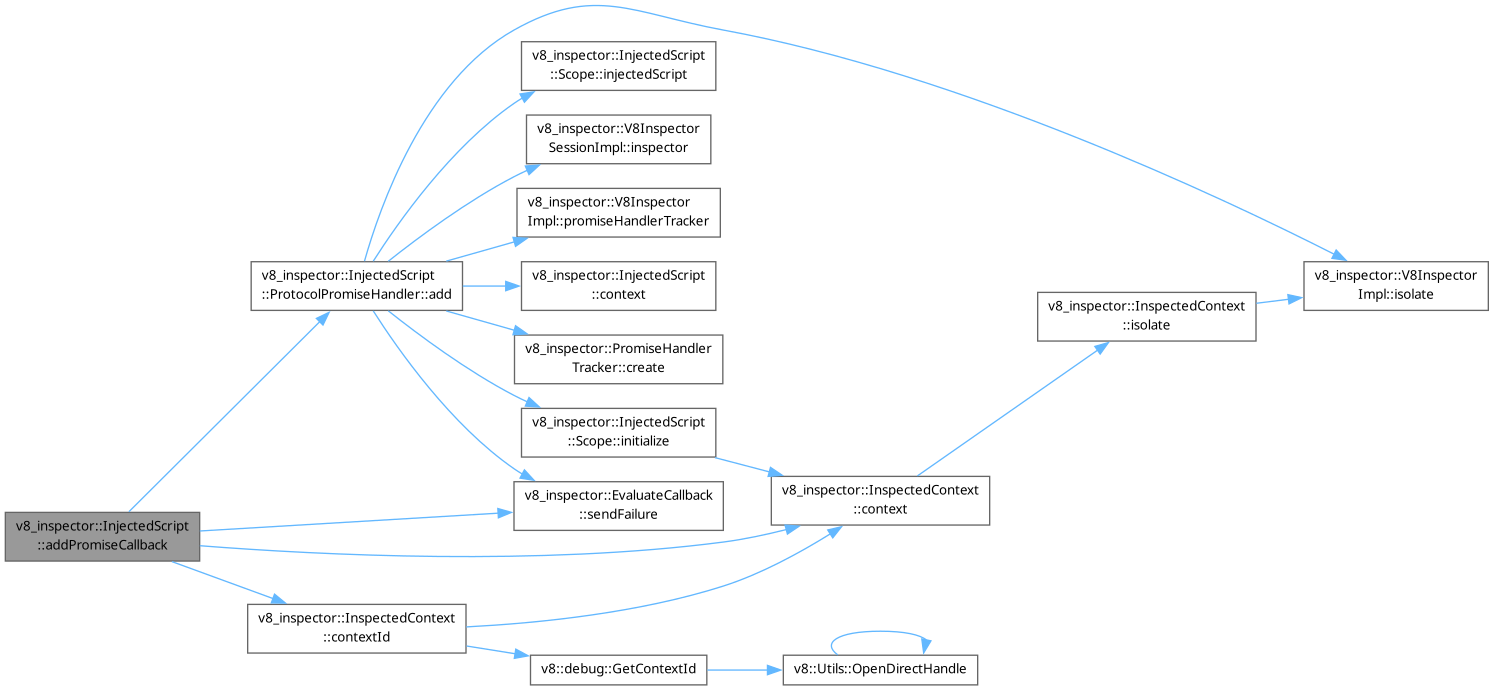 v8_inspector::InjectedScript
::Scope::injectedScript
v8_inspector::V8Inspector
SessionImpl::inspector
v8_inspector::V8Inspector
Impl::promiseHandlerTracker
v8_inspector::InjectedScript
::ProtocolPromiseHandler::add
v8_inspector::InjectedScript
::context
v8_inspector::V8Inspector
Impl::isolate
v8_inspector::InspectedContext
::isolate
v8_inspector::PromiseHandler
Tracker::create
v8_inspector::InjectedScript
::Scope::initialize
v8_inspector::InspectedContext
::context
v8_inspector::EvaluateCallback
::sendFailure
v8_inspector::InjectedScript
::addPromiseCallback
v8_inspector::InspectedContext
::contextId
v8::debug::GetContextId
v8::Utils::OpenDirectHandle